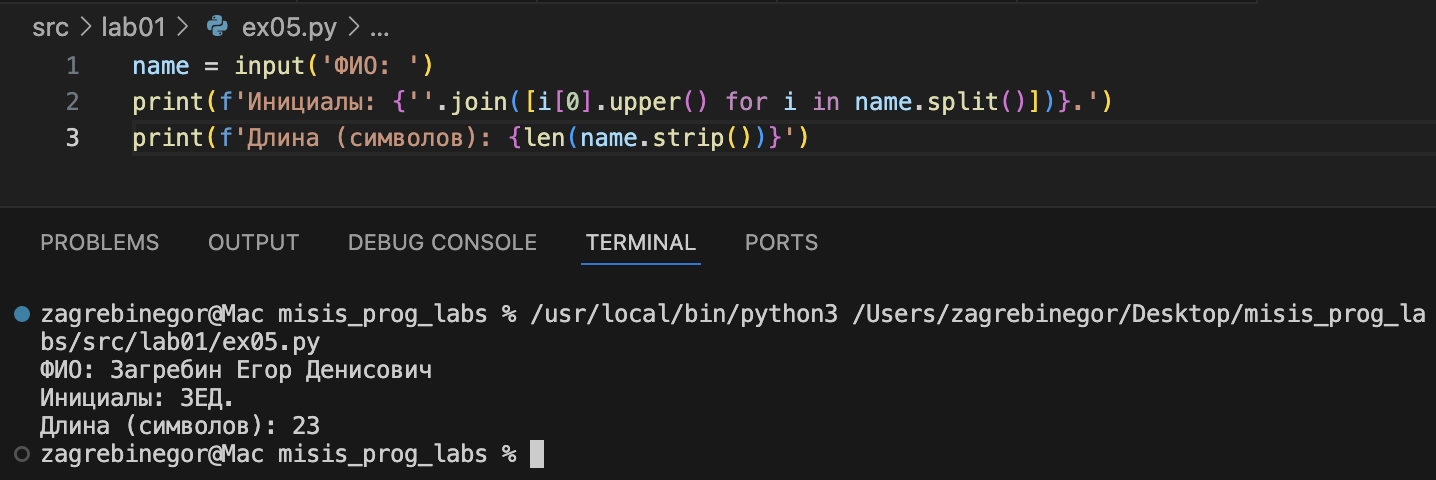 src > lab01 > ex05.py > ...
1 name = input('ФИО: ')
2 print(f'Инициалы: {''.join([i[0].upper() for i in name.split()])}.')
3 print(f'Длина (символов): {len(name.strip())}')
PROBLEMS OUTPUT DEBUG CONSOLE TERMINAL PORTS
zagrebinegor@Mac misis_prog_labs % /usr/local/bin/python3 /Users/zagrebinegor/Desktop/misis_prog_la
bs/src/lab01/ex05.py
ФИО: Загребин Егор Денисович
Инициалы: ЗЕД.
Длина (символов): 23
zagrebinegor@Mac misis_prog_labs %